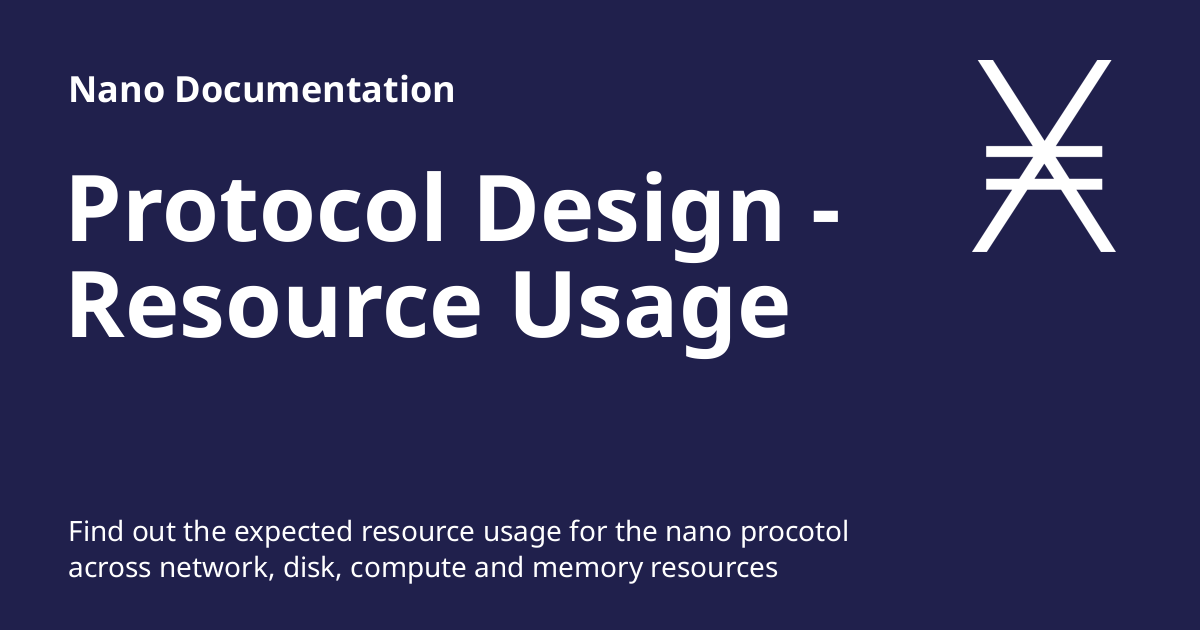 Nano Documentation
Protocol Design -
Resource Usage
Find out the expected resource usage for the nano procotol
across network, disk, compute and memory resources